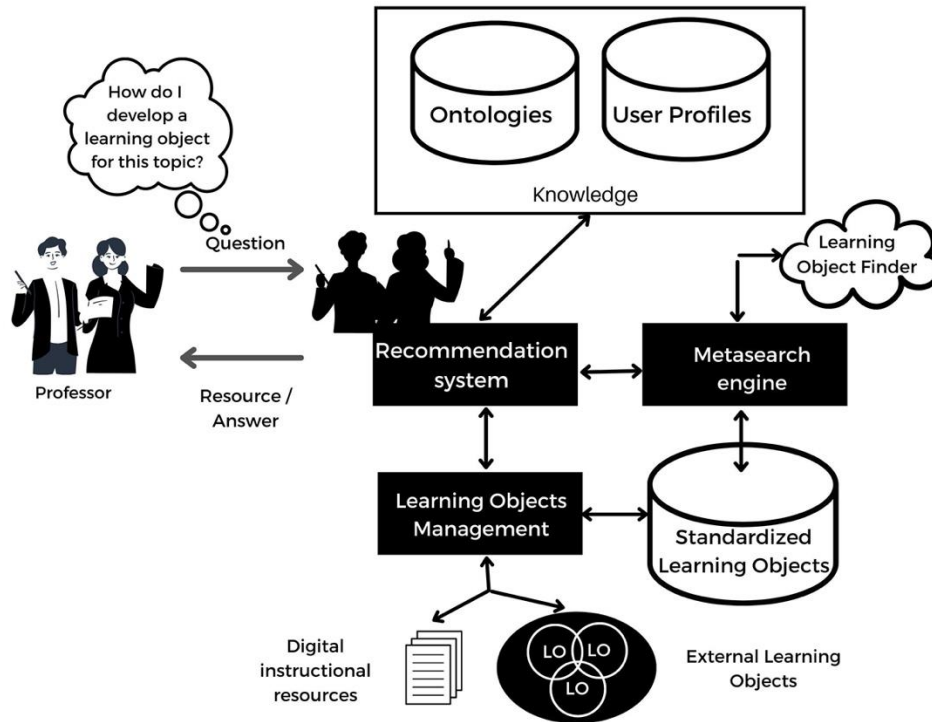 How do I
develop a
learning object
for this topic?
Ontologies
User Profiles
Knowledge
Question
Learning
Object Finder
Professor
Resource /
Answer
Recommendation
system
Metasearch
engine
Learning Objects
Management
Standardized
Learning Objects
Digital
instructional
resources
LO
LO
LO
External Learning
Objects